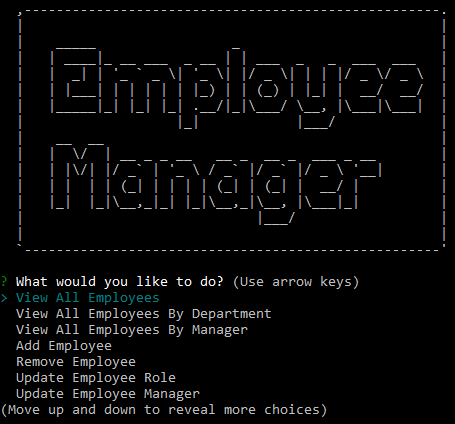 Employee
Manager
? What would you like to do? (Use arrow keys)
> View All Employees
View All Employees By Department
View All Employees By Manager
Add Employee
Remove Employee
Update Employee Role
Update Employee Manager
(Move up and down to reveal more choices)